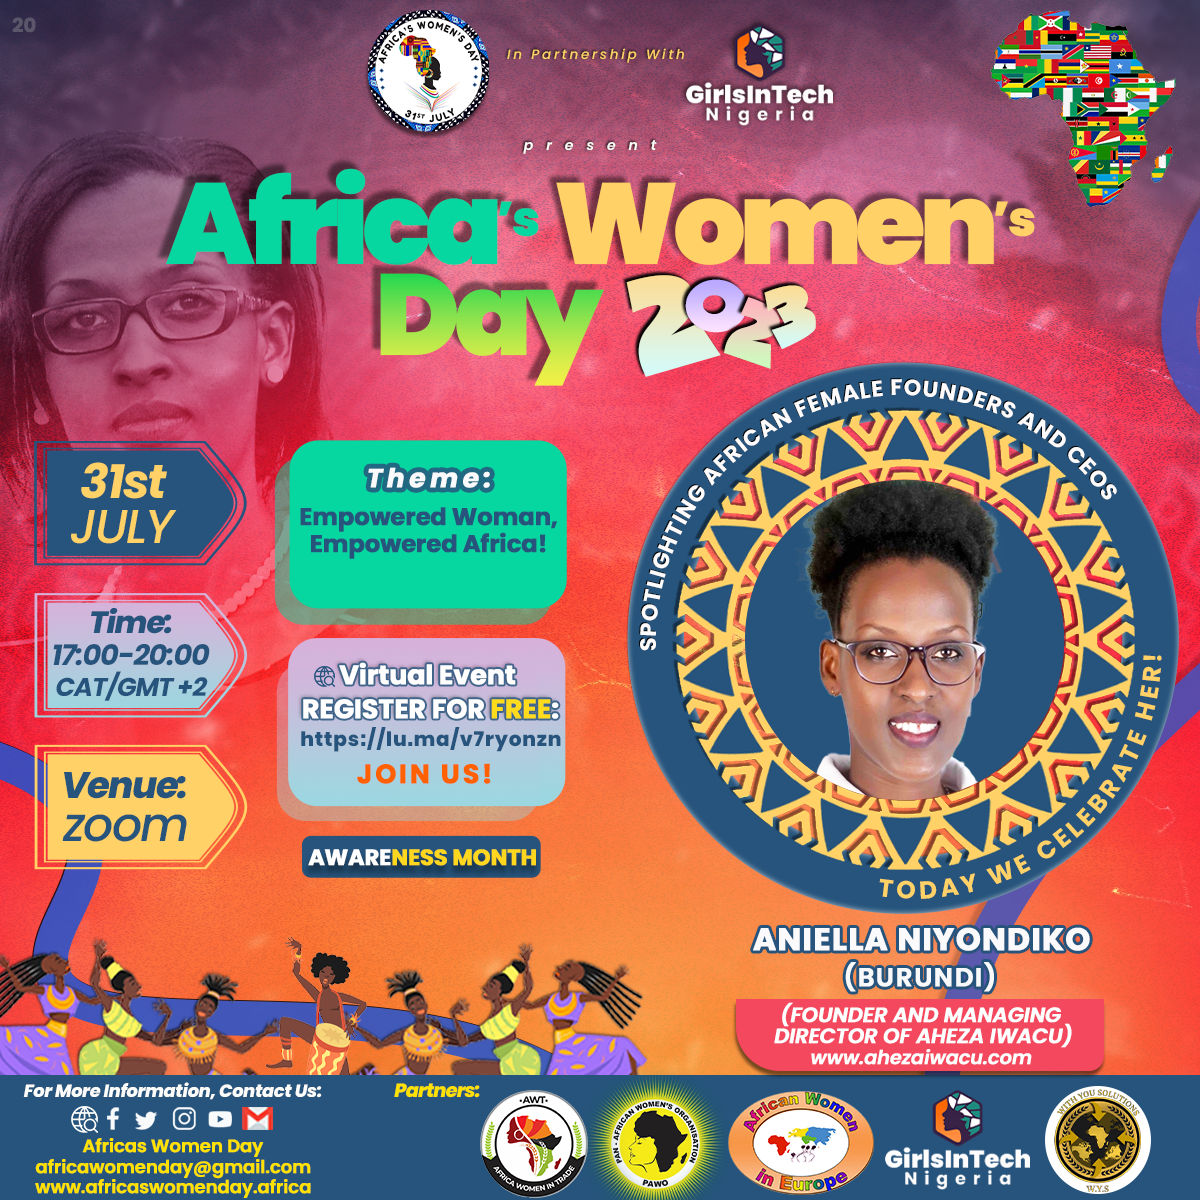 20
AFRICA'S WOMEN'S DAY
31ST JULY
In Partnership With
GirlsInTech
Nigeria
present
Africa's Women's
Day 2023
SPOTLIGHTING AFRICAN FEMALE FOUNDERS AND CEOS
TODAY WE CELEBRATE HER!
31st
JULY
Theme:
Empowered Woman,
Empowered Africa!
Time:
17:00-20:00
CAT/GMT +2
Virtual Event
REGISTER FOR FREE:
https://lu.ma/v7ryonzn
JOIN US!
Venue:
zoom
AWARENESS MONTH
ANIELLA NIYONDIKO
(BURUNDI)
(FOUNDER AND MANAGING
DIRECTOR OF AHEZA IWACU)
www.ahezaiwacu.com
For More Information, Contact Us:
Africas Women Day
africawomenday@gmail.com
www.africaswomenday.africa
Partners:
·AWT·
AFRICA WOMEN IN TRADE
PAN - AFRICAN WOMEN'S ORGANISATION
PAWO
African Women
in Europe
GirlsInTech
Nigeria
WITH YOU SOLUTIONS
W.Y.S